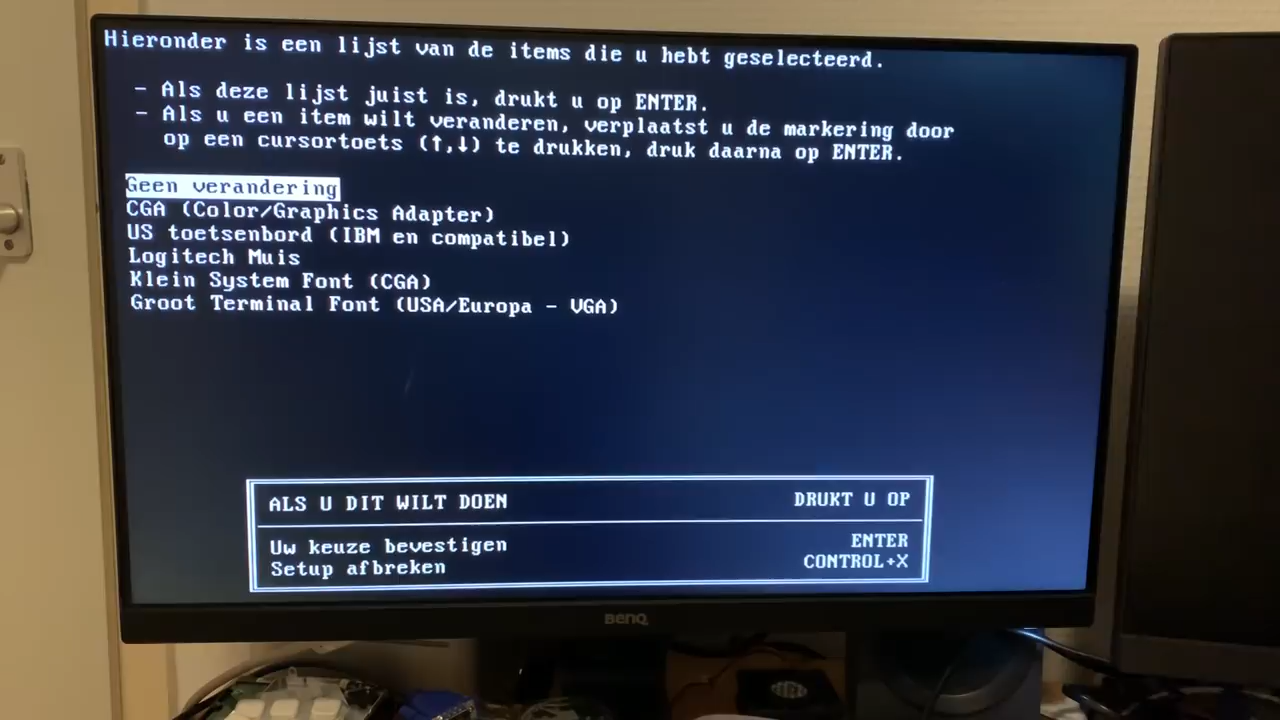 Hieronder is een lijst van de items die u hebt geselecteerd.
- Als deze lijst juist is, drukt u op ENTER.
- Als u een item wilt veranderen, verplaatst u de markering door
op een cursortoets (↑,↓) te drukken, druk daarna op ENTER.
Geen verandering
CGA (Color/Graphics Adapter)
US toetsenbord (IBM en compatibel)
Logitech Muis
Klein System Font (CGA)
Groot Terminal Font (USA/Europa - VGA)
ALS U DIT WILT DOEN DRUKT U OP
Uw keuze bevestigen ENTER
Setup afbreken CONTROL+X
BenQ